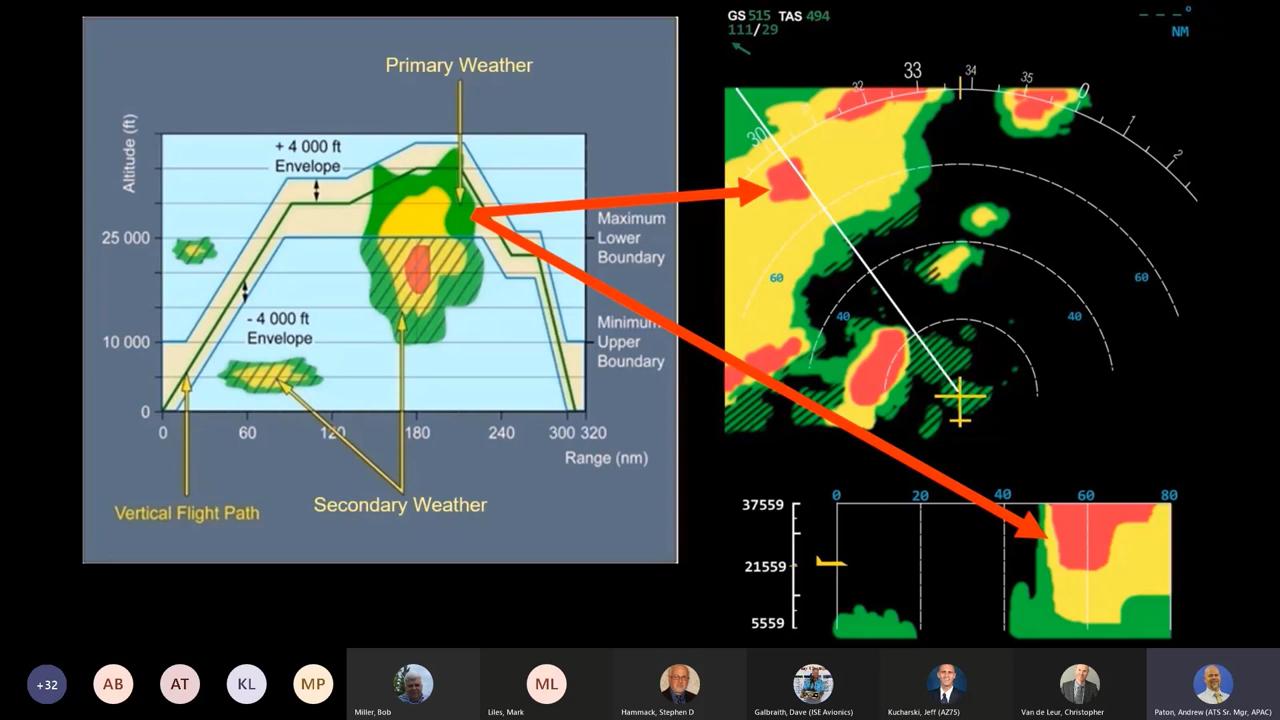 Primary Weather
Altitude (ft)
+ 4 000 ft
Envelope
25 000
Maximum
Lower
Boundary
- 4 000 ft
Envelope
Minimum
Upper
Boundary
10 000
0
0 60 120 180 240 300 320
Range (nm)
Vertical Flight Path
Secondary Weather
GS 515 TAS 494
111/29
---°
NM
30 32 33 34 35 0 1 2
60 60
40 40
0 20 40 60 80
37559
21559
5559
+32 AB AT KL MP ML
Miller, Bob
Liles, Mark
Hammack, Stephen D
Galbraith, Dave (ISE Avionics)
Kucharski, Jeff (AZ75)
Van de Leur, Christopher
Paton, Andrew (ATS Sr. Mgr, APAC)